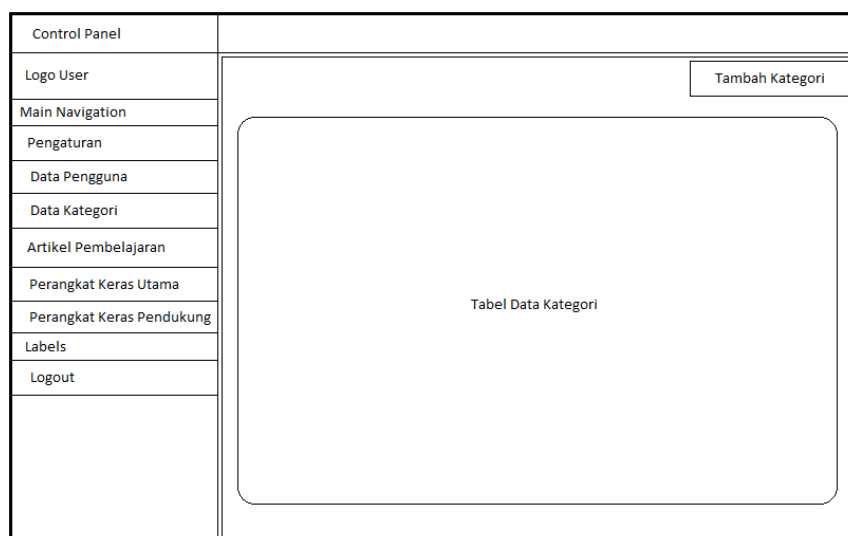 Control Panel
Logo User
Tambah Kategori
Main Navigation
Pengaturan
Data Pengguna
Data Kategori
Artikel Pembelajaran
Perangkat Keras Utama
Tabel Data Kategori
Perangkat Keras Pendukung
Labels
Logout